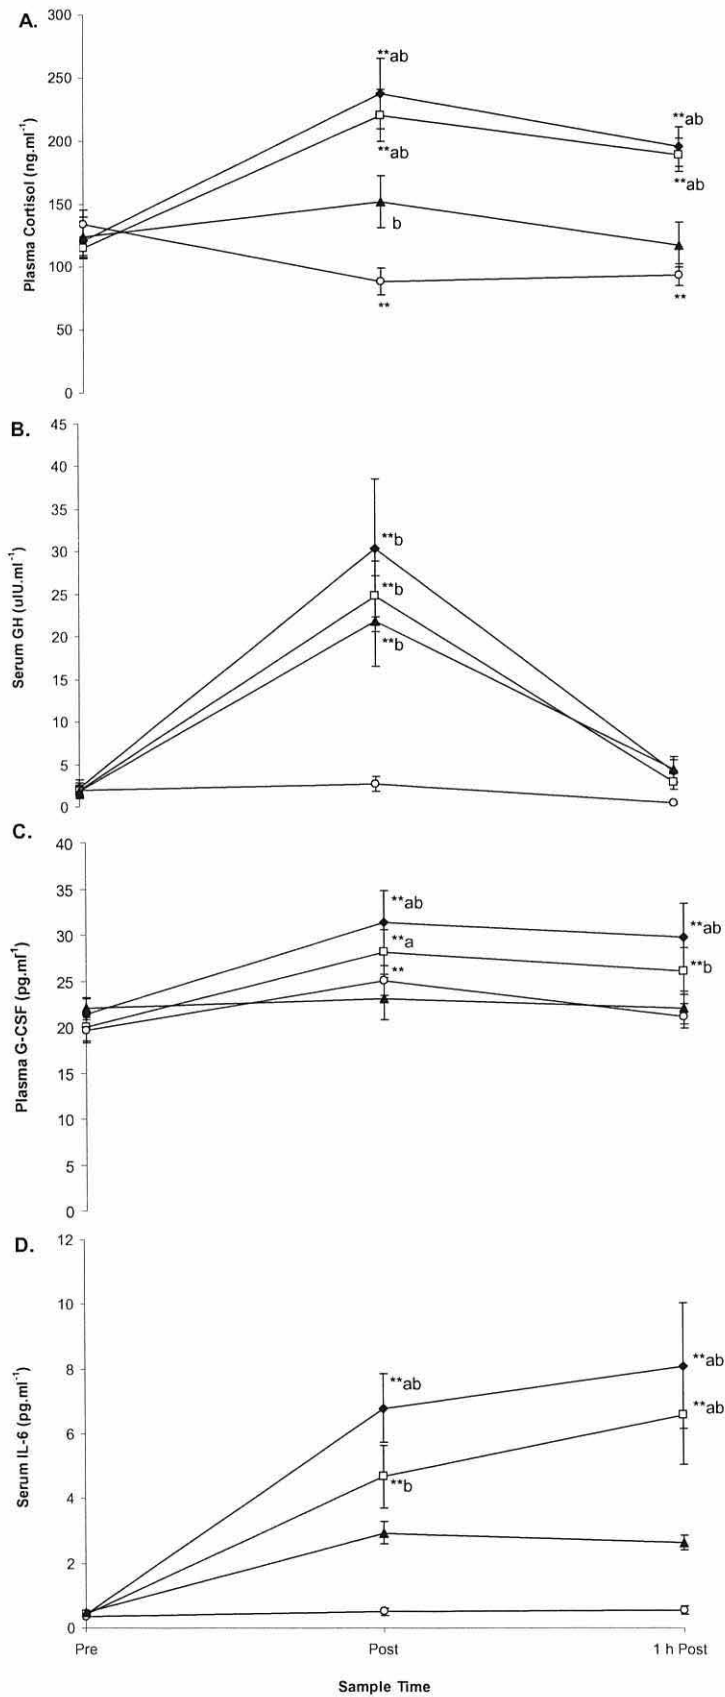 A.
Plasma Cortisol (ng.ml-1)
300
250
200
150
100
50
0
**ab
**ab
b
**
**ab
**ab
**
B.
Serum GH (uIU.ml-1)
45
40
35
30
25
20
15
10
5
0
**b
**b
**b
C.
Plasma G-CSF (pg.ml1)
40
35
30
25
20
15
10
5
0
**ab
**a
**
**ab
**b
D.
Serum IL-6 (pg.ml-1)
12
10
8
6
4
2
0
**ab
**b
**ab
**ab
Pre
Post
1 h Post
Sample Time